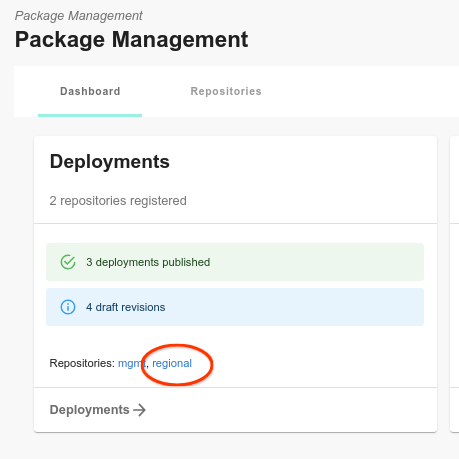 Package Management
Package Management
Dashboard Repositories
Deployments
2 repositories registered
3 deployments published
4 draft revisions
Repositories: mgmt, regional
Deployments